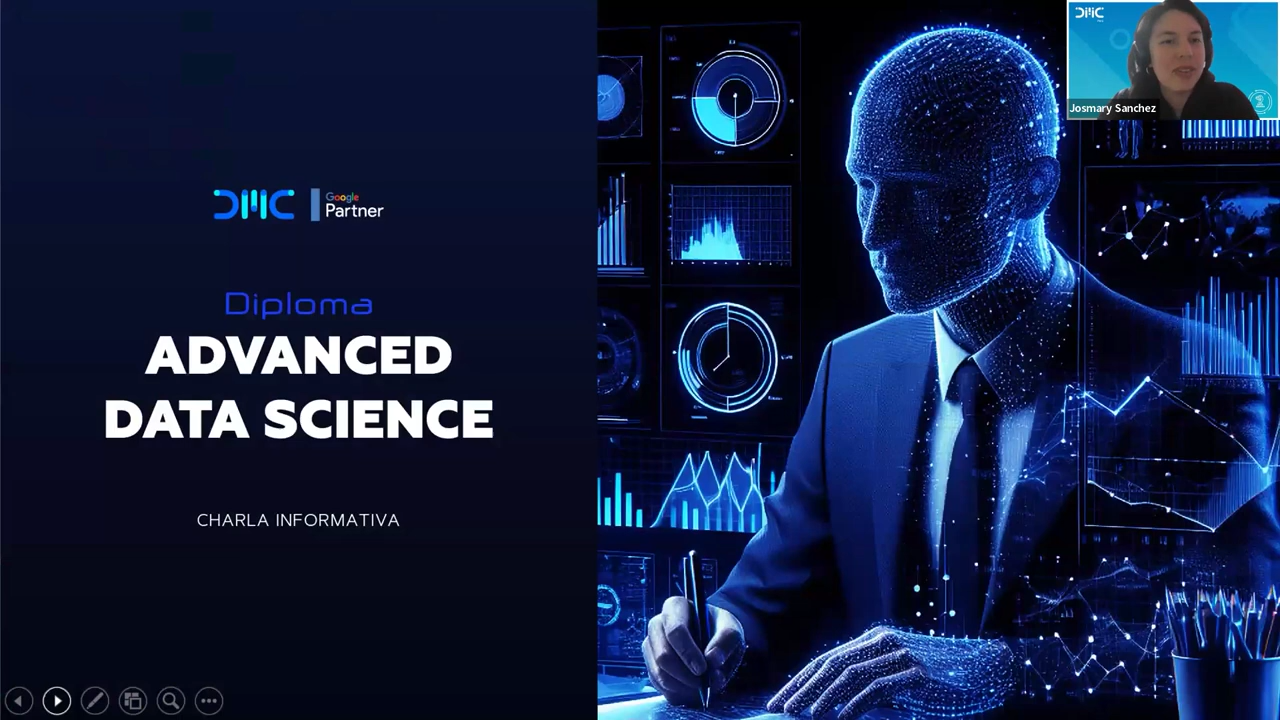 DMC
Google
Partner
Diploma
ADVANCED
DATA SCIENCE
CHARLA INFORMATIVA
DMC
Josmary Sanchez